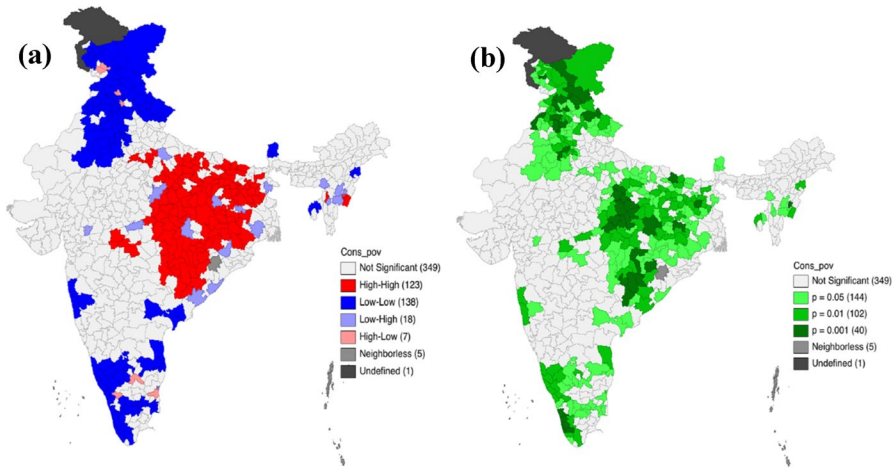 (a)
Cons_pov
Not Significant (349)
High-High (123)
Low-Low (138)
Low-High (18)
High-Low (7)
Neighborless (5)
Undefined (1)
(b)
Cons_pov
Not Significant (349)
p = 0.05 (144)
p = 0.01 (102)
p = 0.001 (40)
Neighborless (5)
Undefined (1)